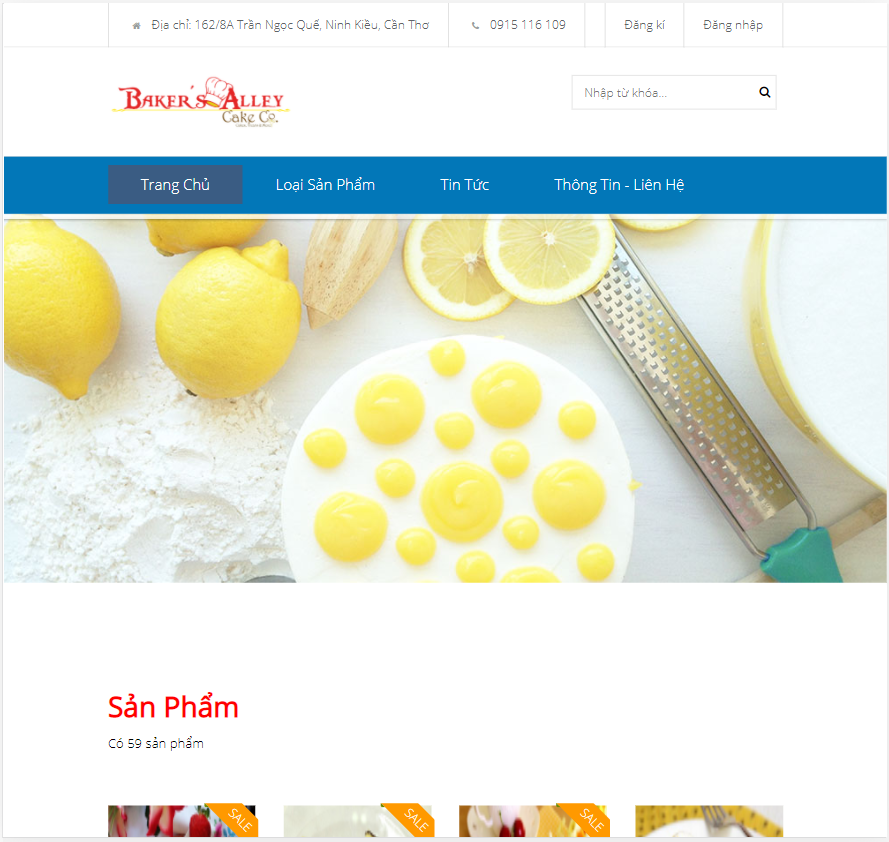 Địa chỉ: 162/8A Trần Ngọc Quế, Ninh Kiều, Cần Thơ
0915 116 109
Đăng kí
Đăng nhập
BAKER'S ALLEY
Cake Co.
Nhập từ khóa...
Trang Chủ
Loại Sản Phẩm
Tin Tức
Thông Tin - Liên Hệ
Sản Phẩm
Có 59 sản phẩm
SALE
SALE
SALE